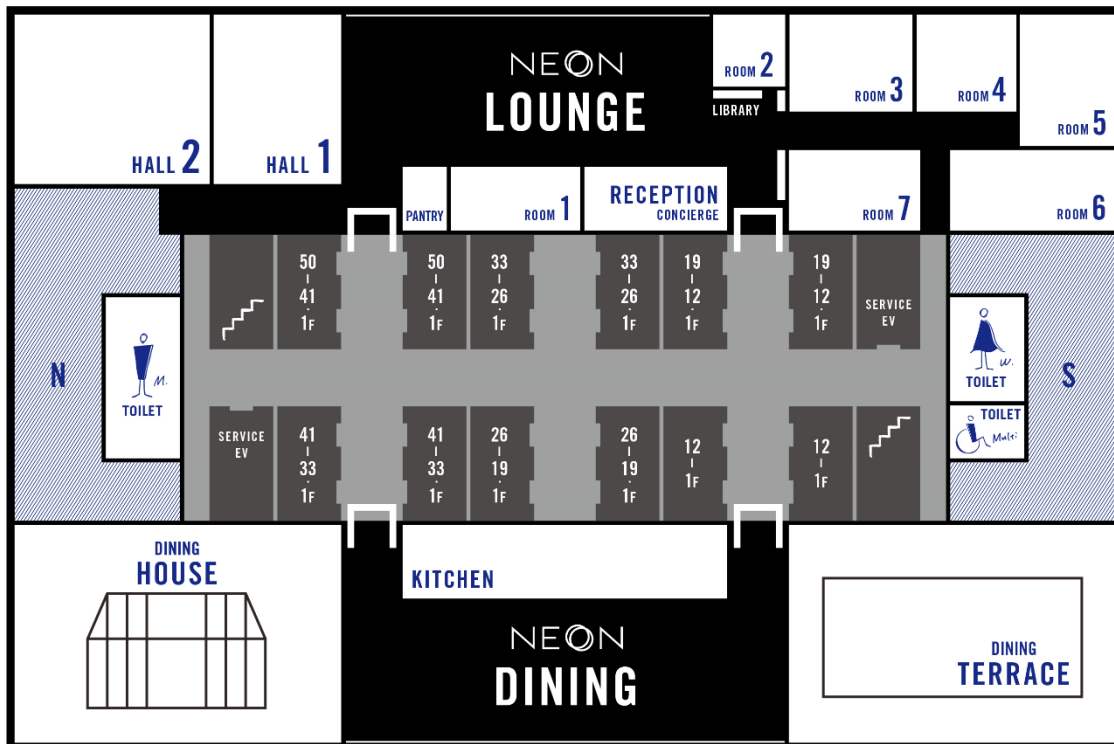 NEON
LOUNGE
HALL 2
HALL 1
ROOM 2
LIBRARY
ROOM 3
ROOM 4
ROOM 5
PANTRY
ROOM 1
RECEPTION
CONCIERGE
ROOM 7
ROOM 6
50
41
1F
50
41
1F
33
26
1F
33
26
1F
19
12
1F
19
12
1F
SERVICE
EV
N
M.
TOILET
W.
TOILET
S
TOILET
Multi
SERVICE
EV
41
33
1F
41
33
1F
26
19
1F
26
19
1F
12
1F
12
1F
DINING
HOUSE
KITCHEN
NEON
DINING
DINING
TERRACE